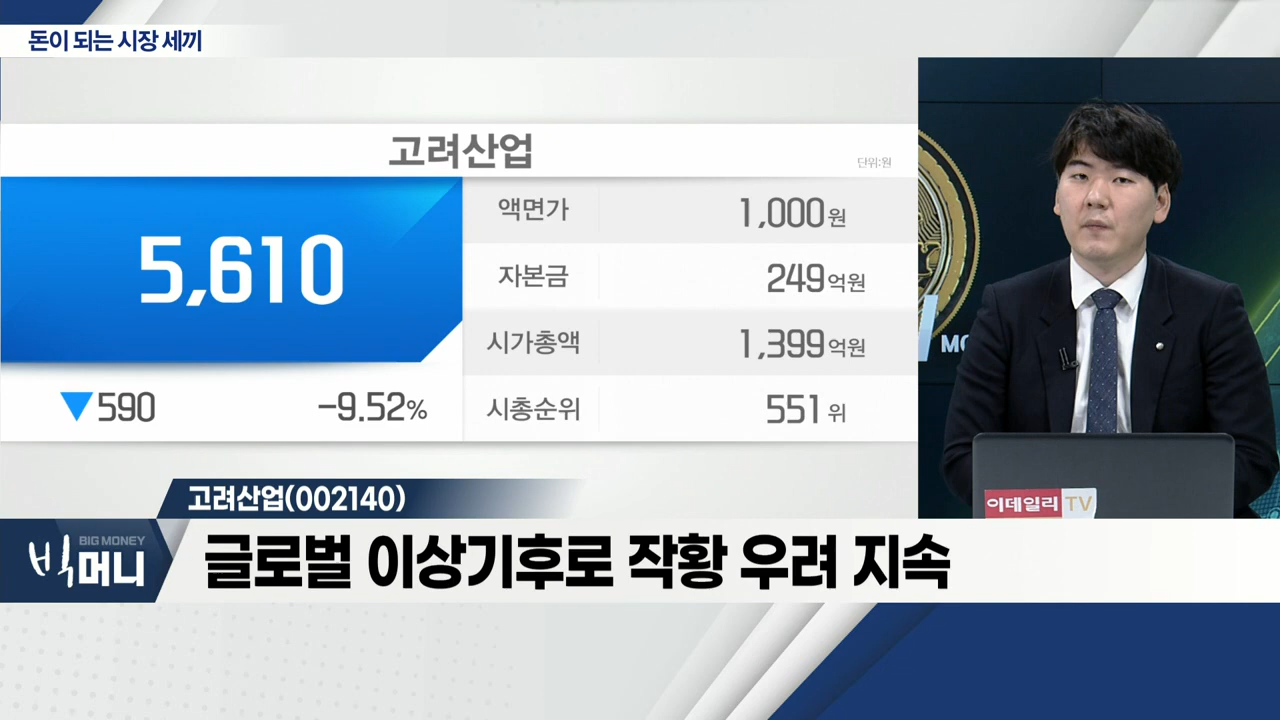 돈이 되는 시장 세끼
고려산업
단위:원
5,610
▼590 -9.52%
액면가 1,000원
자본금 249억원
시가총액 1,399억원
시총순위 551 위
이데일리TV
고려산업(002140)
BIG MONEY
빅머니
글로벌 이상기후로 작황 우려 지속